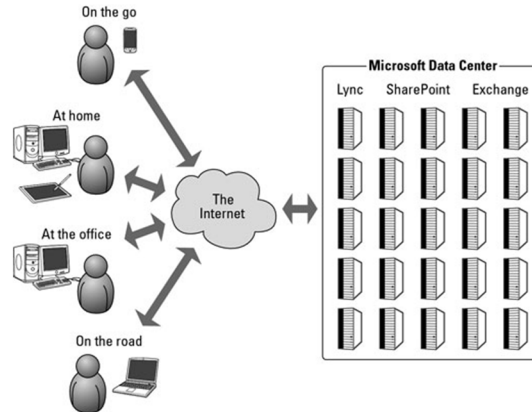 On the go
At home
At the office
On the road
The
Internet
Microsoft Data Center
Lync SharePoint Exchange